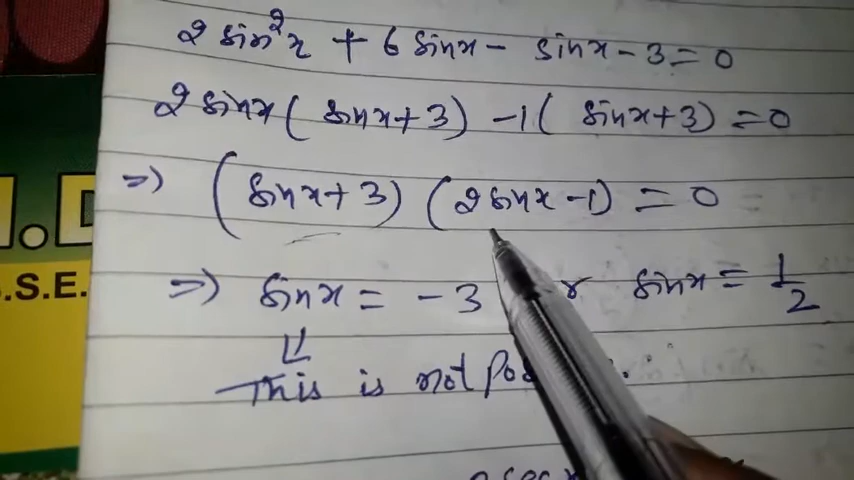 2 sin²x + 6 sinx - sinx - 3 = 0
2 sinx ( sinx + 3) - 1 ( sinx + 3) = 0
=> (sinx + 3) (2 sinx - 1) = 0
=> sinx = -3 sinx = 1/2
This is not
.S.E.